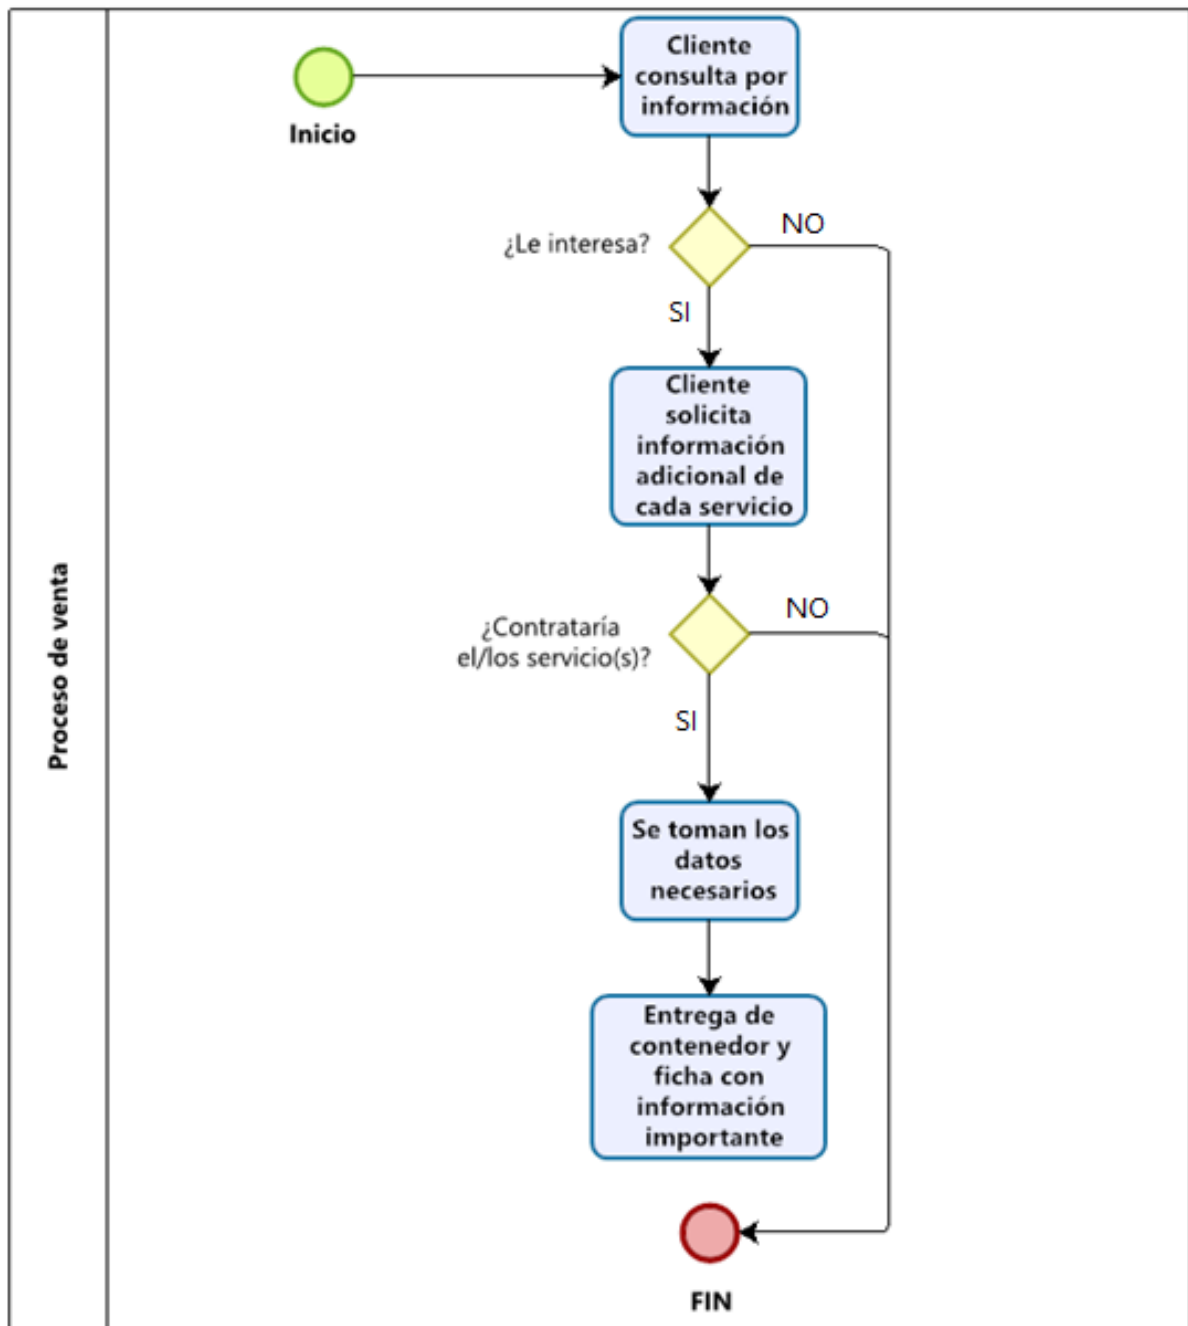 Proceso de venta
Inicio
Cliente
consulta por
información
¿Le interesa?
NO
SI
Cliente
solicita
información
adicional de
cada servicio
¿Contrataría
el/los servicio(s)?
NO
SI
Se toman los
datos
necesarios
Entrega de
contenedor y
ficha con
información
importante
FIN